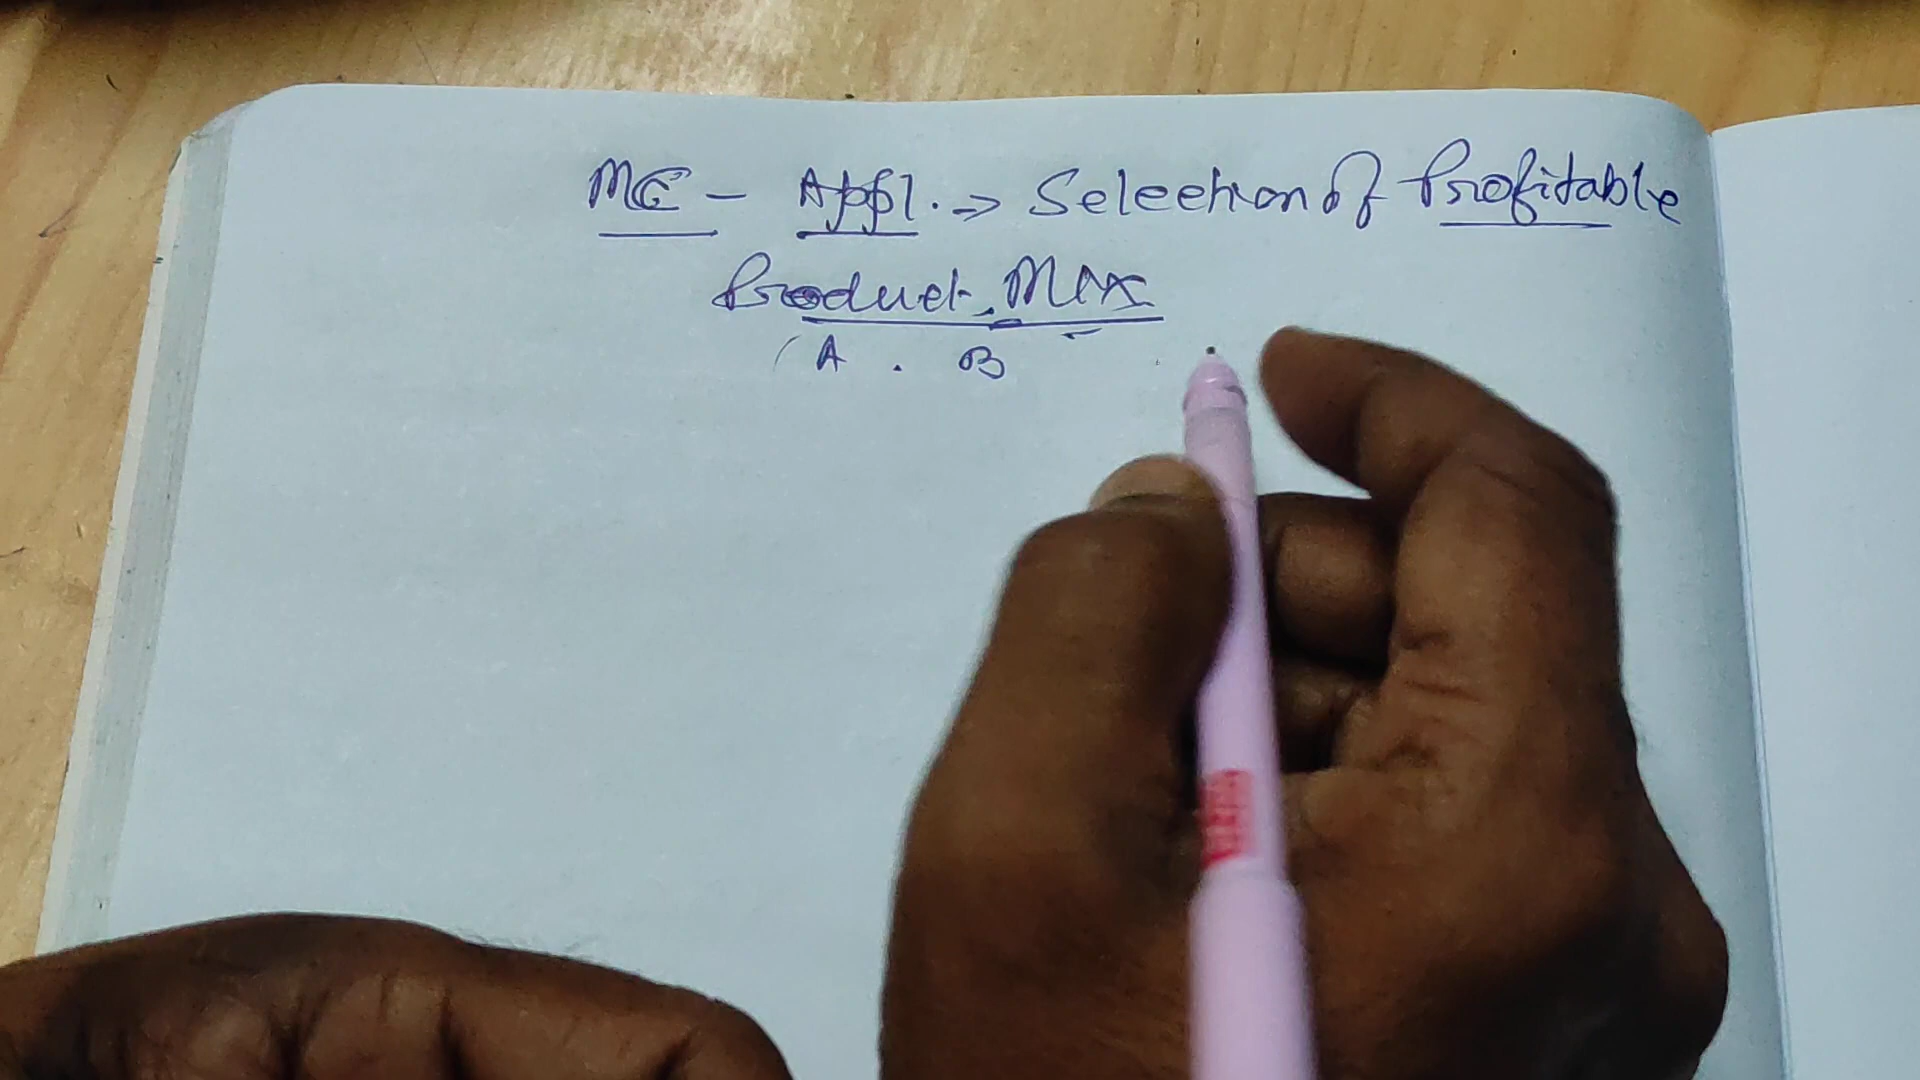 MC - Appl. => Selection of Profitable
Product MIX
(A . B